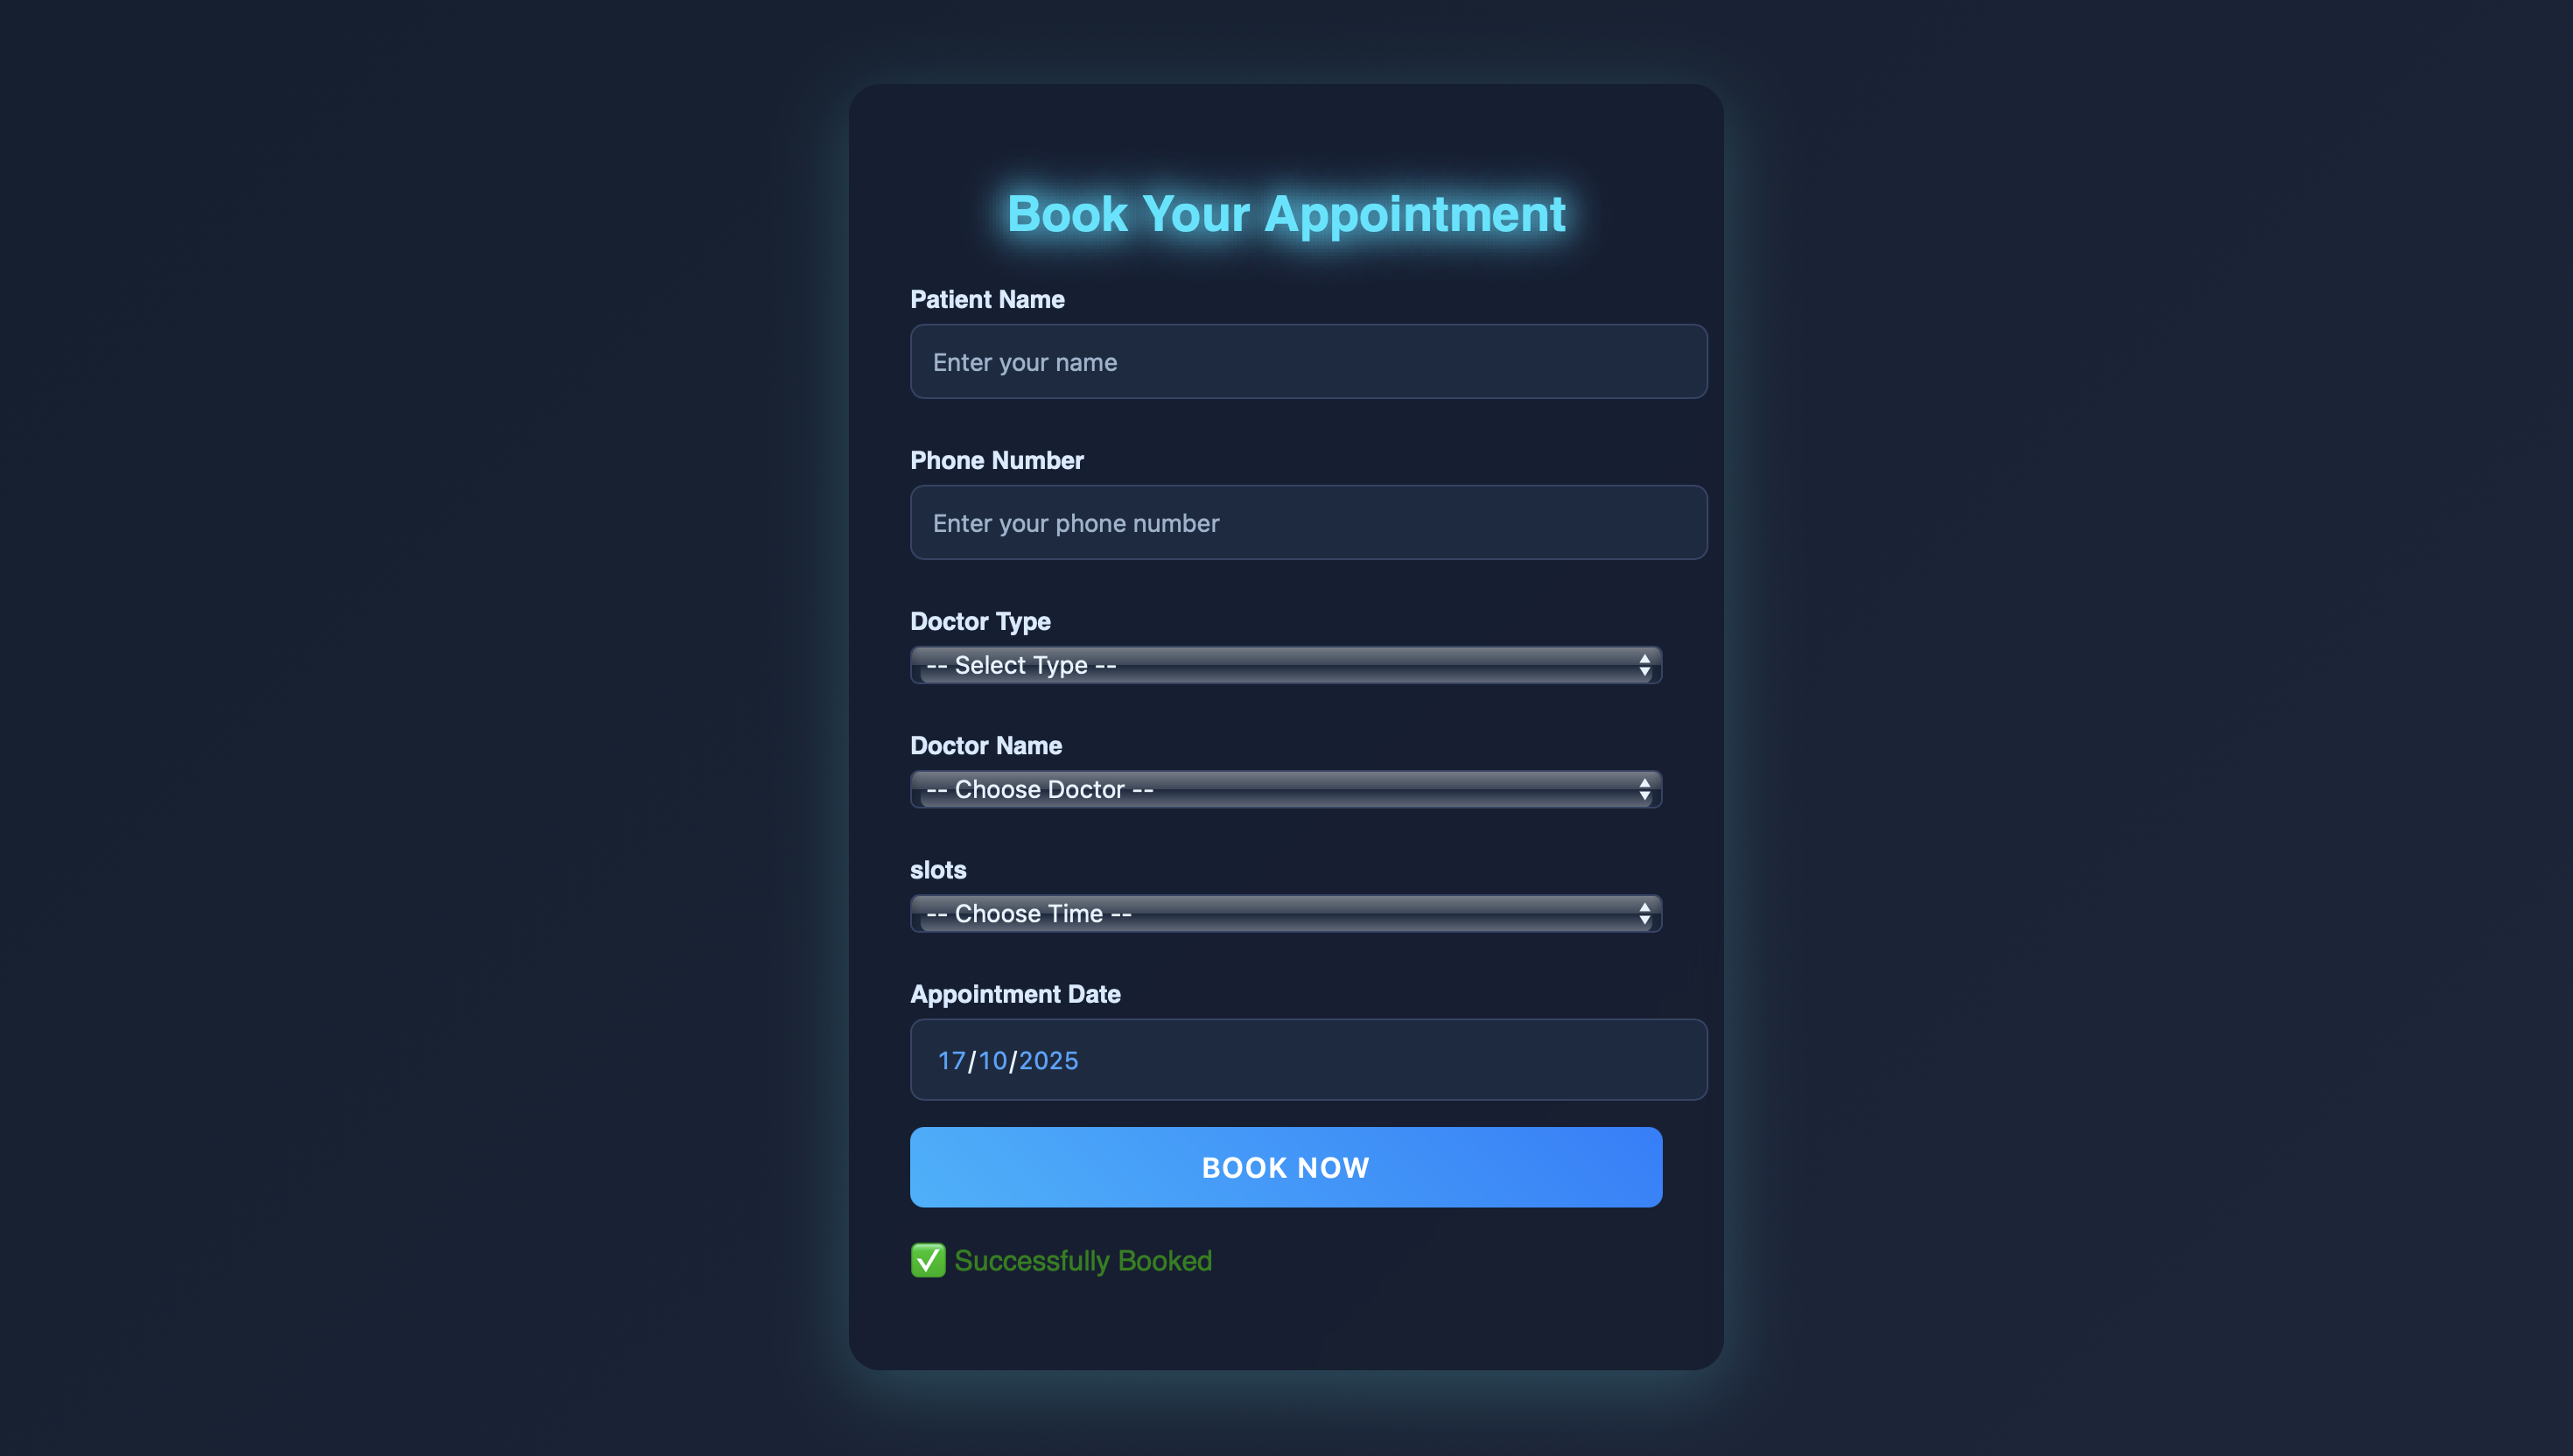 Book Your Appointment
Patient Name
Enter your name
Phone Number
Enter your phone number
Doctor Type
-- Select Type --
Doctor Name
-- Choose Doctor --
slots
-- Choose Time --
Appointment Date
17/10/2025
BOOK NOW
✅ Successfully Booked